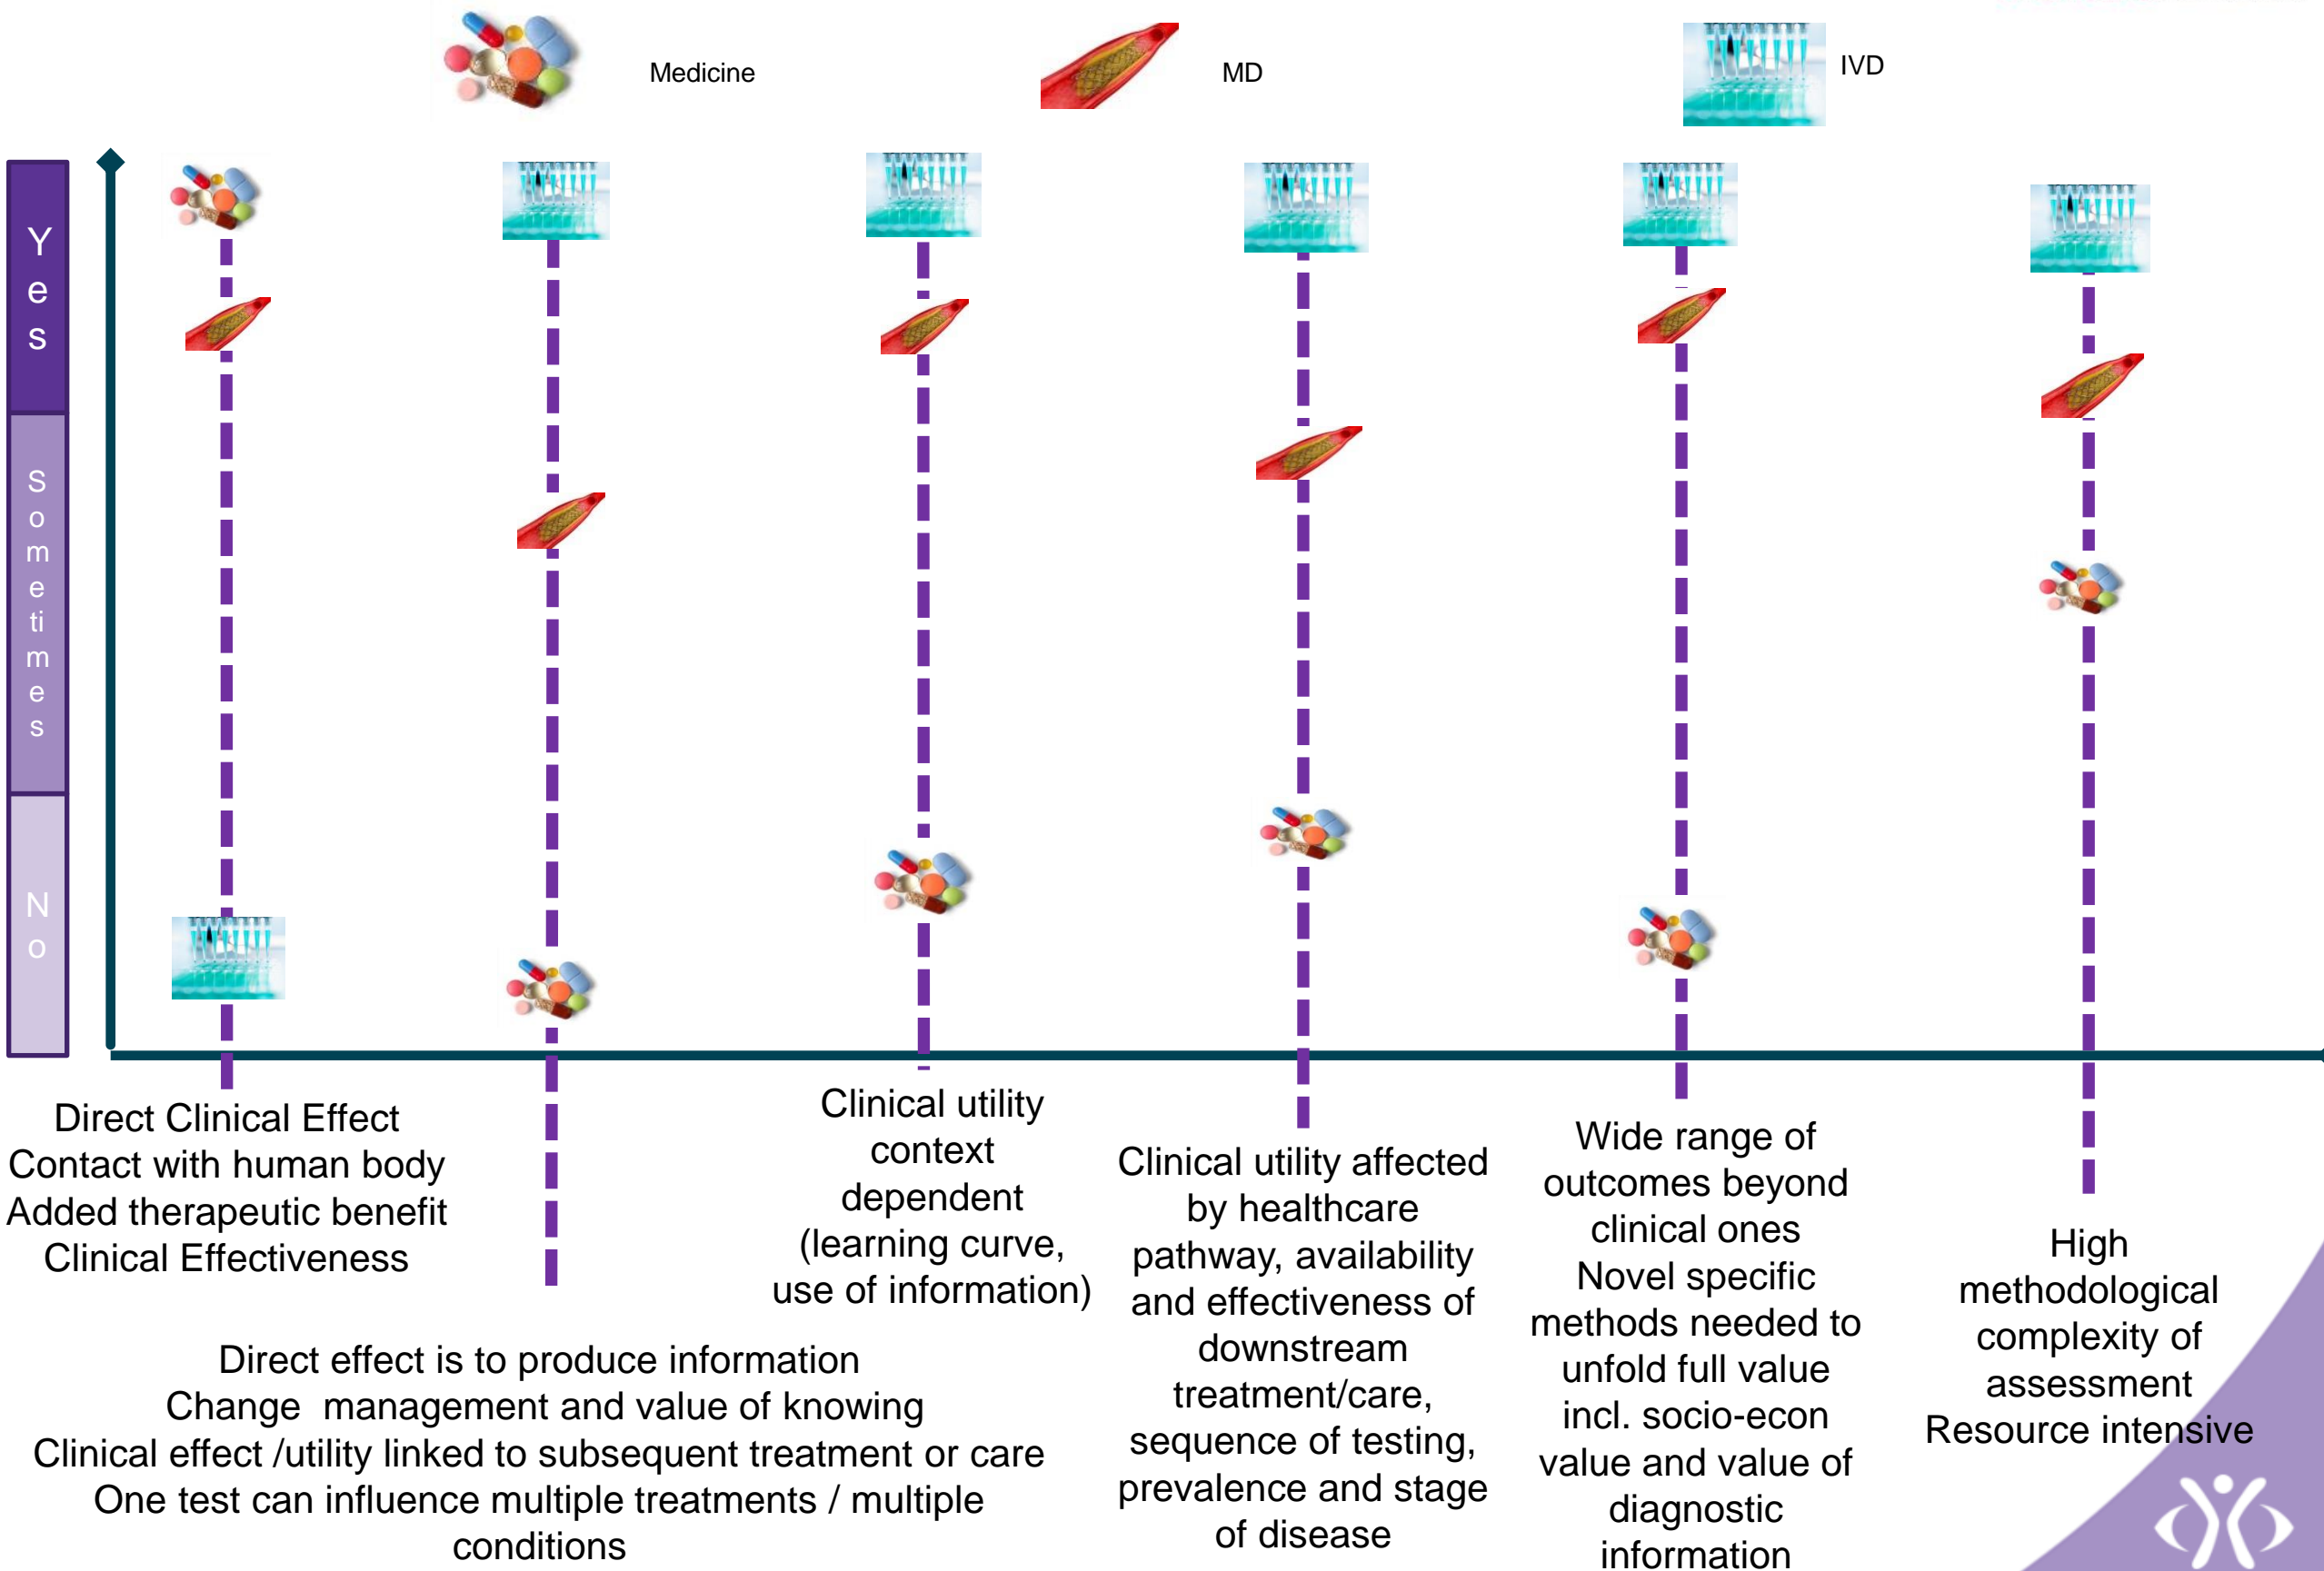 Medicine
MD
IVD
Yes
Sometimes
No
Direct Clinical Effect
Contact with human body
Added therapeutic benefit
Clinical Effectiveness
Direct effect is to produce information
Change management and value of knowing
Clinical effect /utility linked to subsequent treatment or care
One test can influence multiple treatments / multiple
conditions
Clinical utility
context
dependent
(learning curve,
use of information)
Clinical utility affected
by healthcare
pathway, availability
and effectiveness of
downstream
treatment/care,
sequence of testing,
prevalence and stage
of disease
Wide range of
outcomes beyond
clinical ones
Novel specific
methods needed to
unfold full value
incl. socio-econ
value and value of
diagnostic
information
High
methodological
complexity of
assessment
Resource intensive